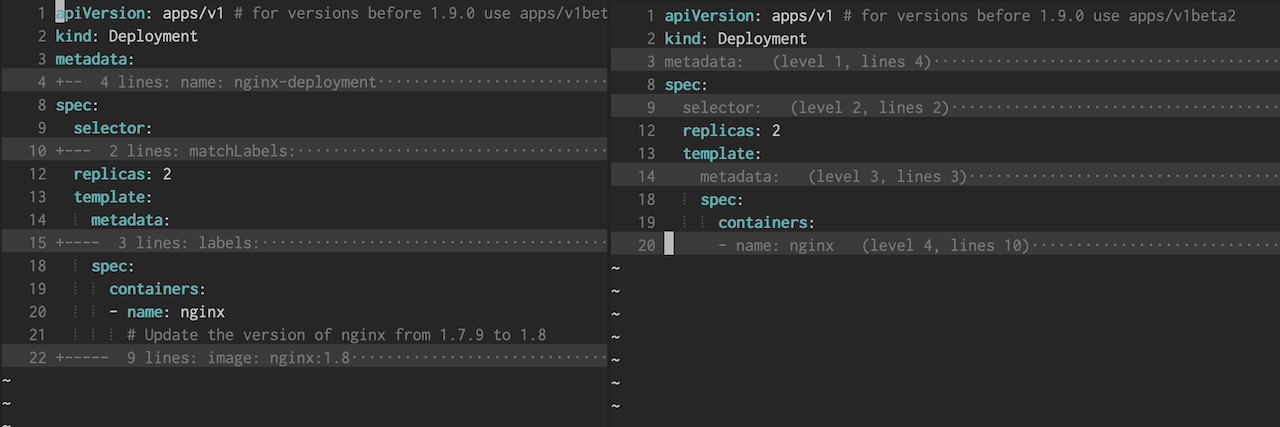 1 apiVersion: apps/v1 # for versions before 1.9.0 use apps/v1bet
2 kind: Deployment
3 metadata:
4 +-- 4 lines: name: nginx-deployment································
8 spec:
9 selector:
10 +--- 2 lines: matchLabels:································
12 replicas: 2
13 template:
14 ┊ metadata:
15 +---- 3 lines: labels:································
18 ┊ spec:
19 ┊ ┊ containers:
20 ┊ ┊ - name: nginx
21 ┊ ┊ ┊ # Update the version of nginx from 1.7.9 to 1.8
22 +----- 9 lines: image: nginx:1.8································
~
~
~
1 apiVersion: apps/v1 # for versions before 1.9.0 use apps/v1beta2
2 kind: Deployment
3 metadata: (level 1, lines 4)································
8 spec:
9 selector: (level 2, lines 2)································
12 replicas: 2
13 template:
14 metadata: (level 3, lines 3)································
18 ┊ spec:
19 ┊ ┊ containers:
20 - name: nginx (level 4, lines 10)································
~
~
~
~
~
~
~